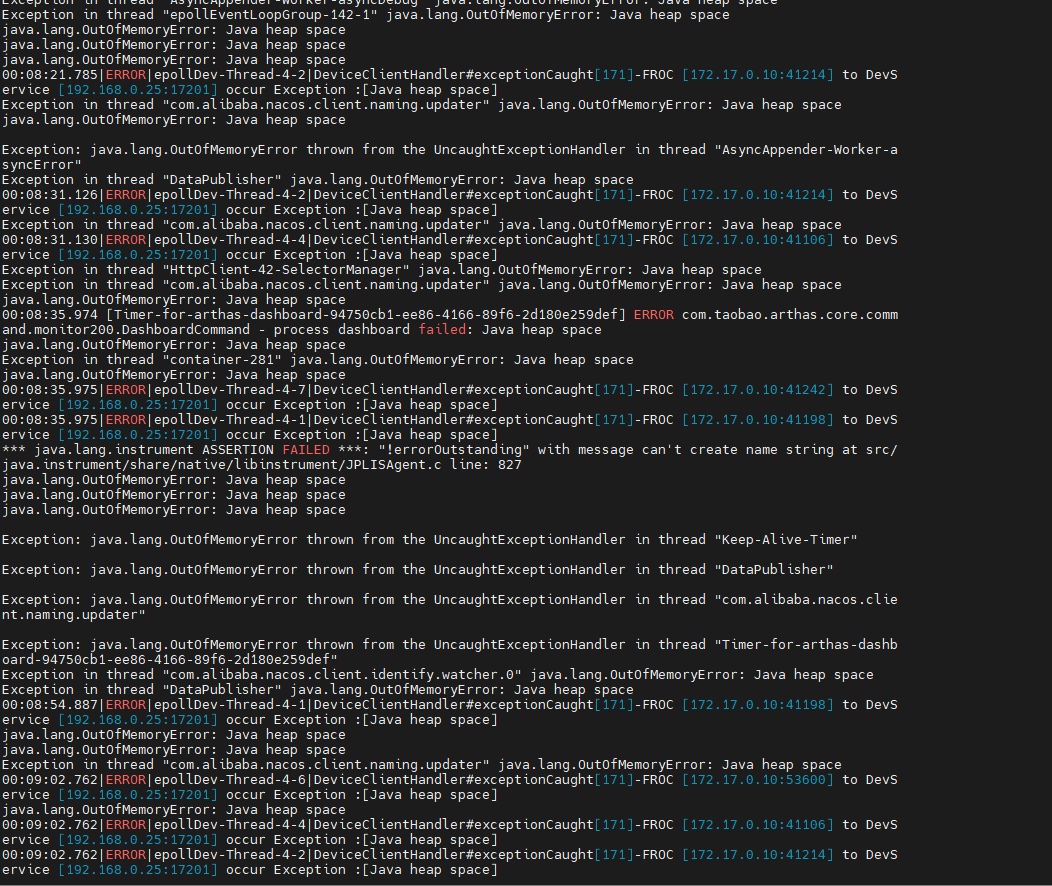 Exception in thread "AsyncAppender-Worker-asyncDebug" java.lang.OutOfMemoryError: Java heap space
Exception in thread "epollEventLoopGroup-142-1" java.lang.OutOfMemoryError: Java heap space
java.lang.OutOfMemoryError: Java heap space
java.lang.OutOfMemoryError: Java heap space
java.lang.OutOfMemoryError: Java heap space
00:08:21.785|ERROR|epollDev-Thread-4-2|DeviceClientHandler#exceptionCaught[171]-FROC [172.17.0.10:41214] to DevS
ervice [192.168.0.25:17201] occur Exception :[Java heap space]
Exception in thread "com.alibaba.nacos.client.naming.updater" java.lang.OutOfMemoryError: Java heap space
java.lang.OutOfMemoryError: Java heap space
Exception: java.lang.OutOfMemoryError thrown from the UncaughtExceptionHandler in thread "AsyncAppender-Worker-a
syncError"
Exception in thread "DataPublisher" java.lang.OutOfMemoryError: Java heap space
00:08:31.126|ERROR|epollDev-Thread-4-2|DeviceClientHandler#exceptionCaught[171]-FROC [172.17.0.10:41214] to DevS
ervice [192.168.0.25:17201] occur Exception :[Java heap space]
Exception in thread "com.alibaba.nacos.client.naming.updater" java.lang.OutOfMemoryError: Java heap space
00:08:31.130|ERROR|epollDev-Thread-4-4|DeviceClientHandler#exceptionCaught[171]-FROC [172.17.0.10:41106] to DevS
ervice [192.168.0.25:17201] occur Exception :[Java heap space]
Exception in thread "HttpClient-42-SelectorManager" java.lang.OutOfMemoryError: Java heap space
Exception in thread "com.alibaba.nacos.client.naming.updater" java.lang.OutOfMemoryError: Java heap space
java.lang.OutOfMemoryError: Java heap space
00:08:35.974 [Timer-for-arthas-dashboard-94750cb1-ee86-4166-89f6-2d180e259def] ERROR com.taobao.arthas.core.comm
and.monitor200.DashboardCommand - process dashboard failed: Java heap space
java.lang.OutOfMemoryError: Java heap space
Exception in thread "container-281" java.lang.OutOfMemoryError: Java heap space
java.lang.OutOfMemoryError: Java heap space
00:08:35.975|ERROR|epollDev-Thread-4-7|DeviceClientHandler#exceptionCaught[171]-FROC [172.17.0.10:41242] to DevS
ervice [192.168.0.25:17201] occur Exception :[Java heap space]
00:08:35.975|ERROR|epollDev-Thread-4-1|DeviceClientHandler#exceptionCaught[171]-FROC [172.17.0.10:41198] to DevS
ervice [192.168.0.25:17201] occur Exception :[Java heap space]
*** java.lang.instrument ASSERTION FAILED ***: "!errorOutstanding" with message can't create name string at src/
java.instrument/share/native/libinstrument/JPLISAgent.c line: 827
java.lang.OutOfMemoryError: Java heap space
java.lang.OutOfMemoryError: Java heap space
java.lang.OutOfMemoryError: Java heap space
Exception: java.lang.OutOfMemoryError thrown from the UncaughtExceptionHandler in thread "Keep-Alive-Timer"
Exception: java.lang.OutOfMemoryError thrown from the UncaughtExceptionHandler in thread "DataPublisher"
Exception: java.lang.OutOfMemoryError thrown from the UncaughtExceptionHandler in thread "com.alibaba.nacos.clie
nt.naming.updater"
Exception: java.lang.OutOfMemoryError thrown from the UncaughtExceptionHandler in thread "Timer-for-arthas-dashb
oard-94750cb1-ee86-4166-89f6-2d180e259def"
Exception in thread "com.alibaba.nacos.client.identify.watcher.0" java.lang.OutOfMemoryError: Java heap space
Exception in thread "DataPublisher" java.lang.OutOfMemoryError: Java heap space
00:08:54.887|ERROR|epollDev-Thread-4-1|DeviceClientHandler#exceptionCaught[171]-FROC [172.17.0.10:41198] to DevS
ervice [192.168.0.25:17201] occur Exception :[Java heap space]
java.lang.OutOfMemoryError: Java heap space
java.lang.OutOfMemoryError: Java heap space
Exception in thread "com.alibaba.nacos.client.naming.updater" java.lang.OutOfMemoryError: Java heap space
00:09:02.762|ERROR|epollDev-Thread-4-6|DeviceClientHandler#exceptionCaught[171]-FROC [172.17.0.10:53600] to DevS
ervice [192.168.0.25:17201] occur Exception :[Java heap space]
java.lang.OutOfMemoryError: Java heap space
00:09:02.762|ERROR|epollDev-Thread-4-4|DeviceClientHandler#exceptionCaught[171]-FROC [172.17.0.10:41106] to DevS
ervice [192.168.0.25:17201] occur Exception :[Java heap space]
00:09:02.762|ERROR|epollDev-Thread-4-2|DeviceClientHandler#exceptionCaught[171]-FROC [172.17.0.10:41214] to DevS
ervice [192.168.0.25:17201] occur Exception :[Java heap space]